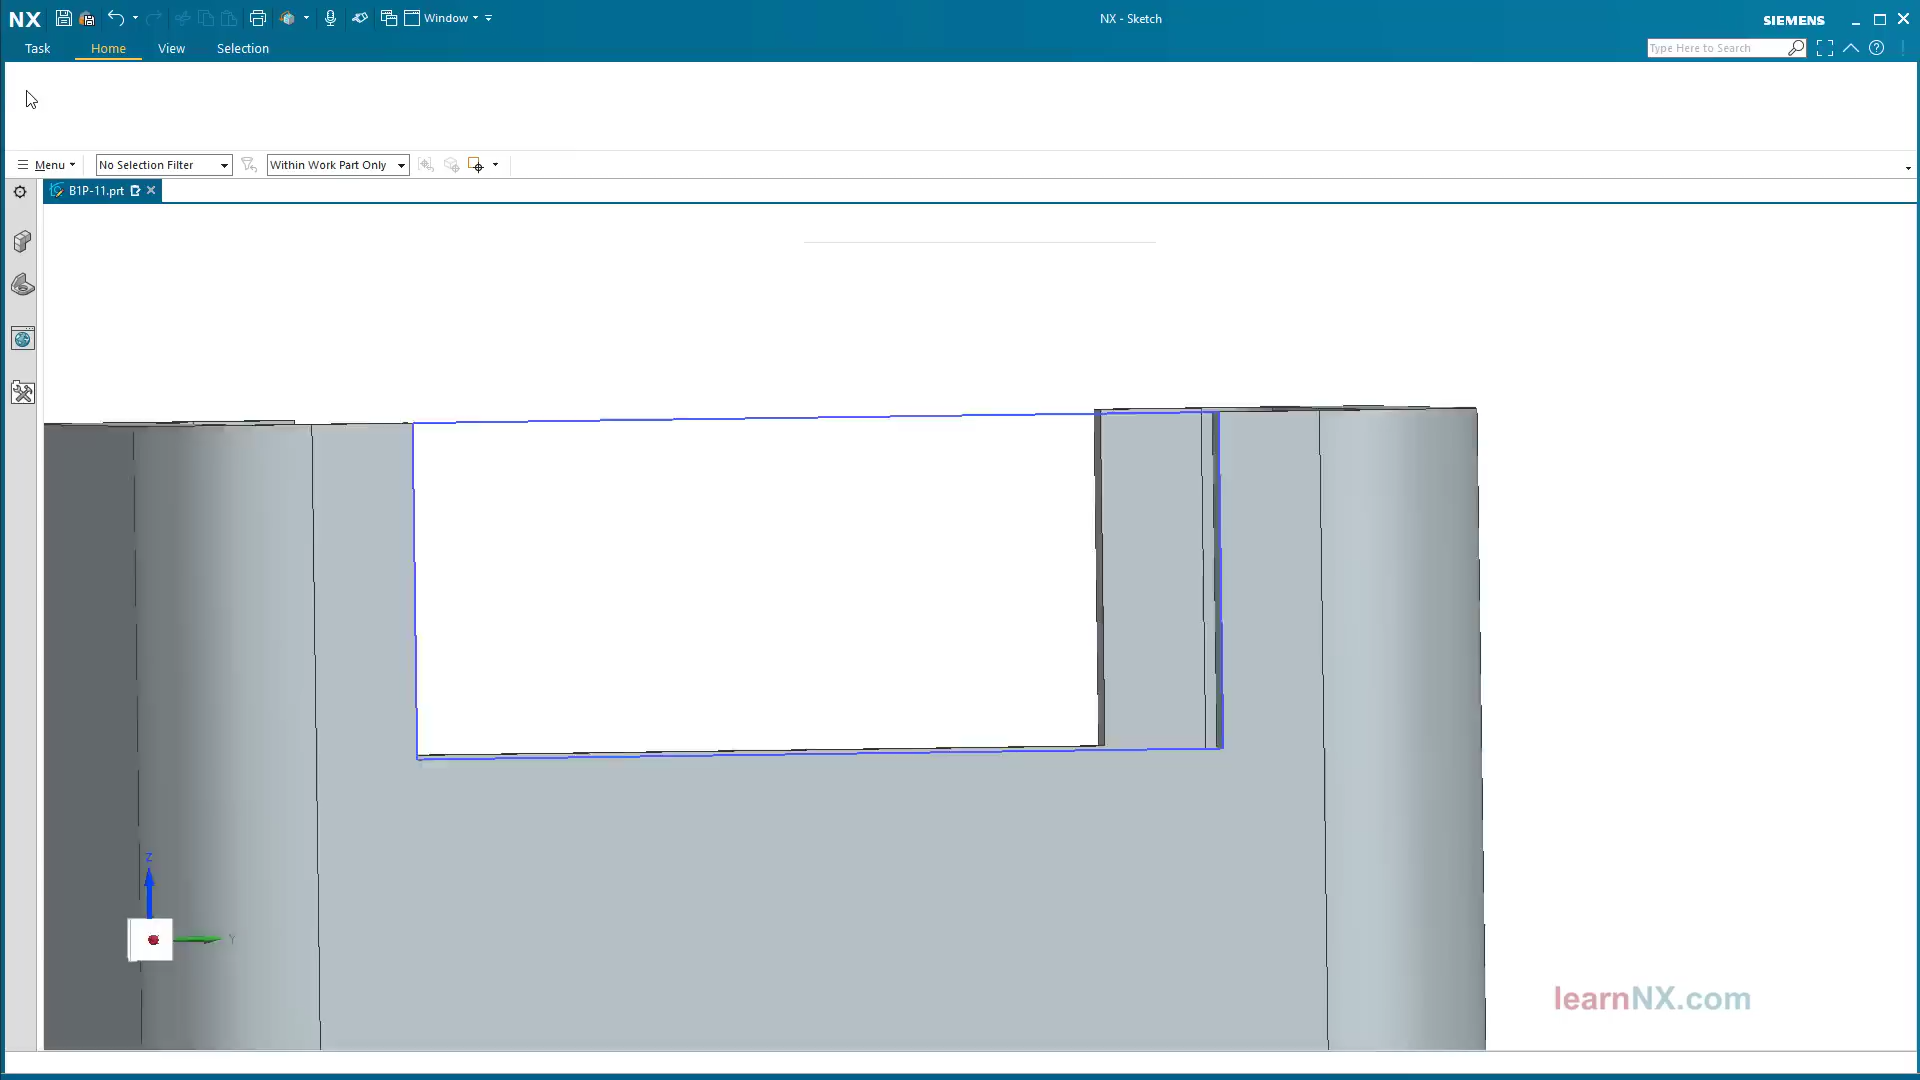 NX
Window
NX - Sketch
SIEMENS
Task
Home
View
Selection
Type Here to Search
Menu
No Selection Filter
Within Work Part Only
B1P-11.prt
Z
Y
learnNX.com